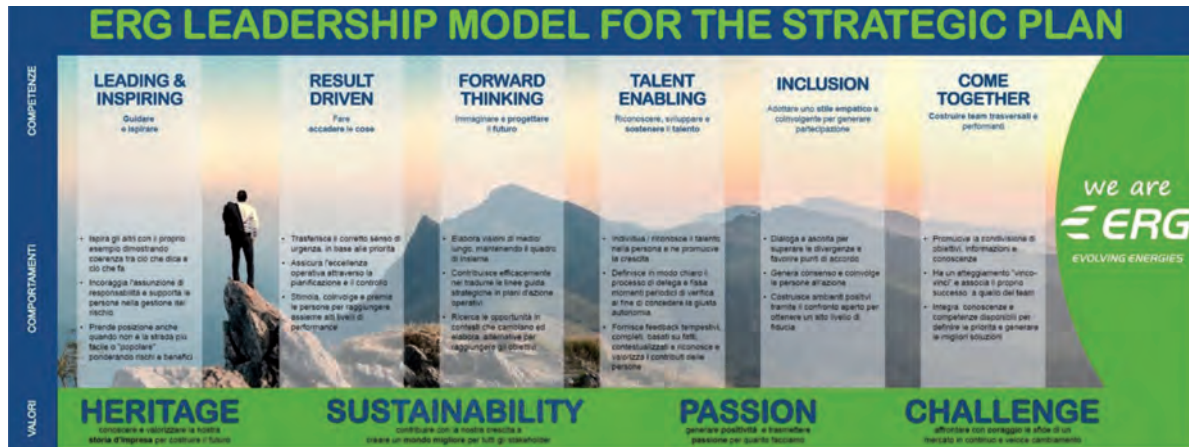 ERG LEADERSHIP MODEL FOR THE STRATEGIC PLAN
COMPETENZE
LEADING &
INSPIRING
Guidare
e ispirare
RESULT
DRIVEN
Fare
accadere le cose
FORWARD
THINKING
Immaginare e progettare
il futuro
TALENT
ENABLING
Riconoscere, sviluppare e
sostenere il talento
INCLUSION
Adottare uno stile empatico e
coinvolgente per generare
partecipazione
COME
TOGETHER
Costruire team trasversali e
performanti
COMPORTAMENTI
• Ispira gli altri con il proprio
esempio dimostrando
coerenza tra ciò che dice e
ciò che fa
• Incoraggia l'assunzione di
responsabilità e supporta le
persone nella gestione del
rischio
• Prende posizione anche
quando non è la strada più
facile o "popolare"
ponderando rischi e benefici
• Trasferisce il corretto senso di
urgenza, in base alle priorità
• Assicura l'eccellenza
operativa attraverso la
pianificazione e il controllo
• Stimola, coinvolge e premia
le persone per raggiungere
assieme alti livelli di
performance
• Elabora visioni di medio/
lungo, mantenendo il quadro
di insieme
• Contribuisce efficacemente
nel tradurre le linee guida
strategiche in piani d'azione
operativi
• Ricerca le opportunità in
contesti che cambiano ed
elabora alternative per
raggiungere gli obiettivi
• Individua / riconosce il talento
nella persona e ne promuove
la crescita
• Definisce in modo chiaro il
processo di delega e fissa
momenti periodici di verifica
al fine di concedere la giusta
autonomia
• Fornisce feedback tempestivi,
completi, basati su fatti,
contestualizzati e riconosce e
valorizza i contributi delle
persone
• Dialoga e ascolta per
superare le divergenze e
favorire punti di accordo
• Genera consenso e coinvolge
le persone all'azione
• Costruisce ambienti positivi
tramite il confronto aperto per
ottenere un alto livello di
fiducia
• Promuove la condivisione di
obiettivi, informazioni e
conoscenze
• Ha un atteggiamento "vinco-
vinci" e associa il proprio
successo a quello del team
• Integra conoscenze e
competenze disponibili per
definire le priorità e generare
le migliori soluzioni
we are
ERG
EVOLVING ENERGIES
VALORI
HERITAGE
conoscere e valorizzare la nostra
storia d'impresa per costruire il futuro
SUSTAINABILITY
contribuire con la nostra crescita a
creare un mondo migliore per tutti gli stakeholder
PASSION
generare positività e trasmettere
passione per quanto facciamo
CHALLENGE
affrontare con coraggio le sfide di un
mercato in continuo e veloce cambiamento